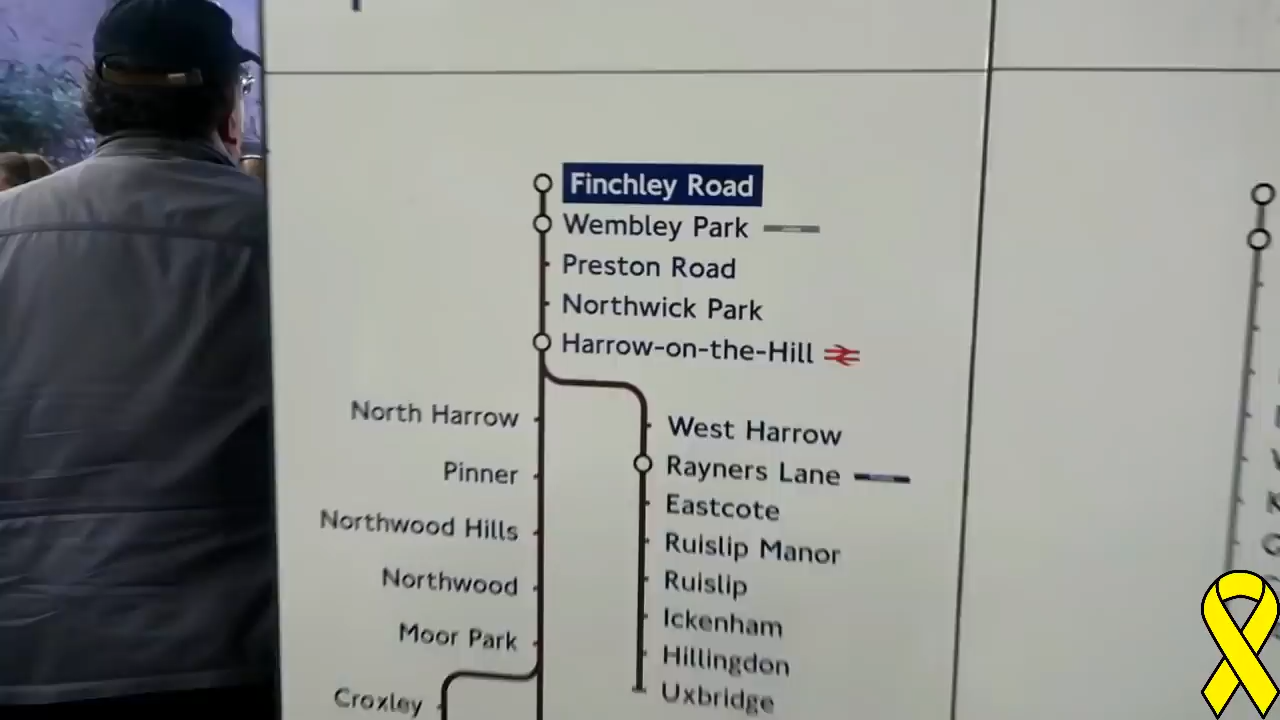 Finchley Road
Wembley Park
Preston Road
Northwick Park
Harrow-on-the-Hill
North Harrow
West Harrow
Pinner
Rayners Lane
Eastcote
Northwood Hills
Ruislip Manor
Northwood
Ruislip
Moor Park
Ickenham
Hillingdon
Croxley
Uxbridge